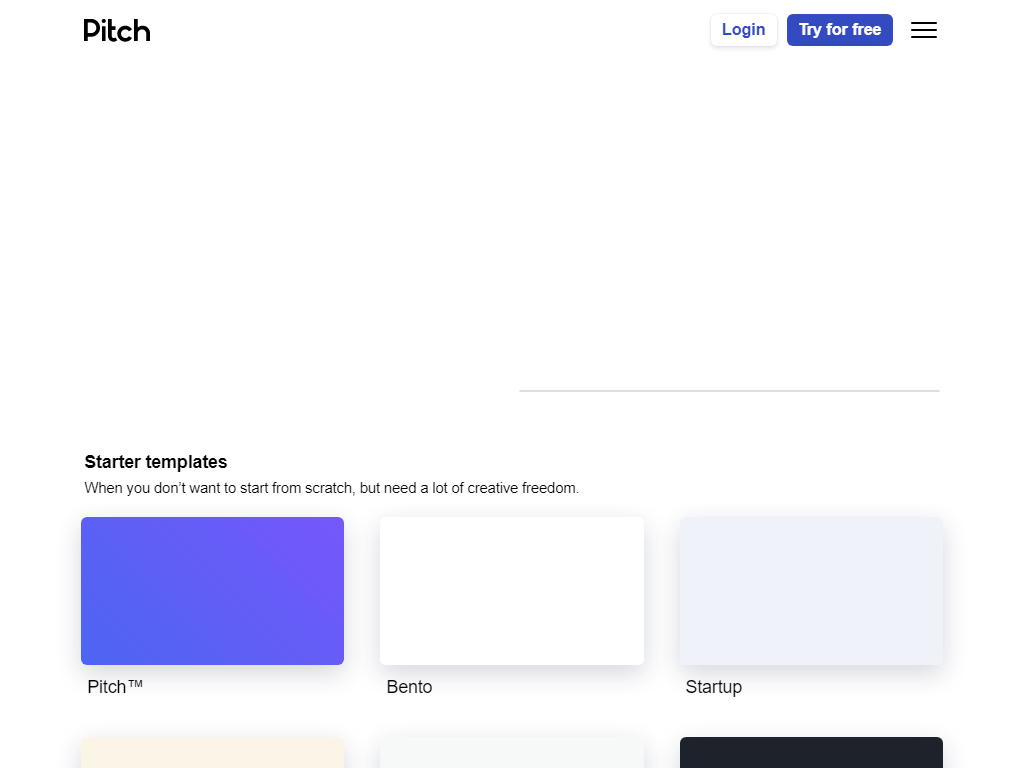 Pitch
Login
Try for free
Starter templates
When you don’t want to start from scratch, but need a lot of creative freedom.
Pitch™
Bento
Startup